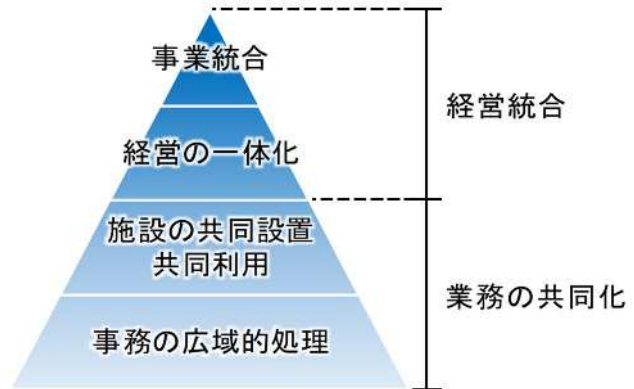 事業統合
経営の一体化
施設の共同設置
共同利用
事務の広域的処理
経営統合
業務の共同化